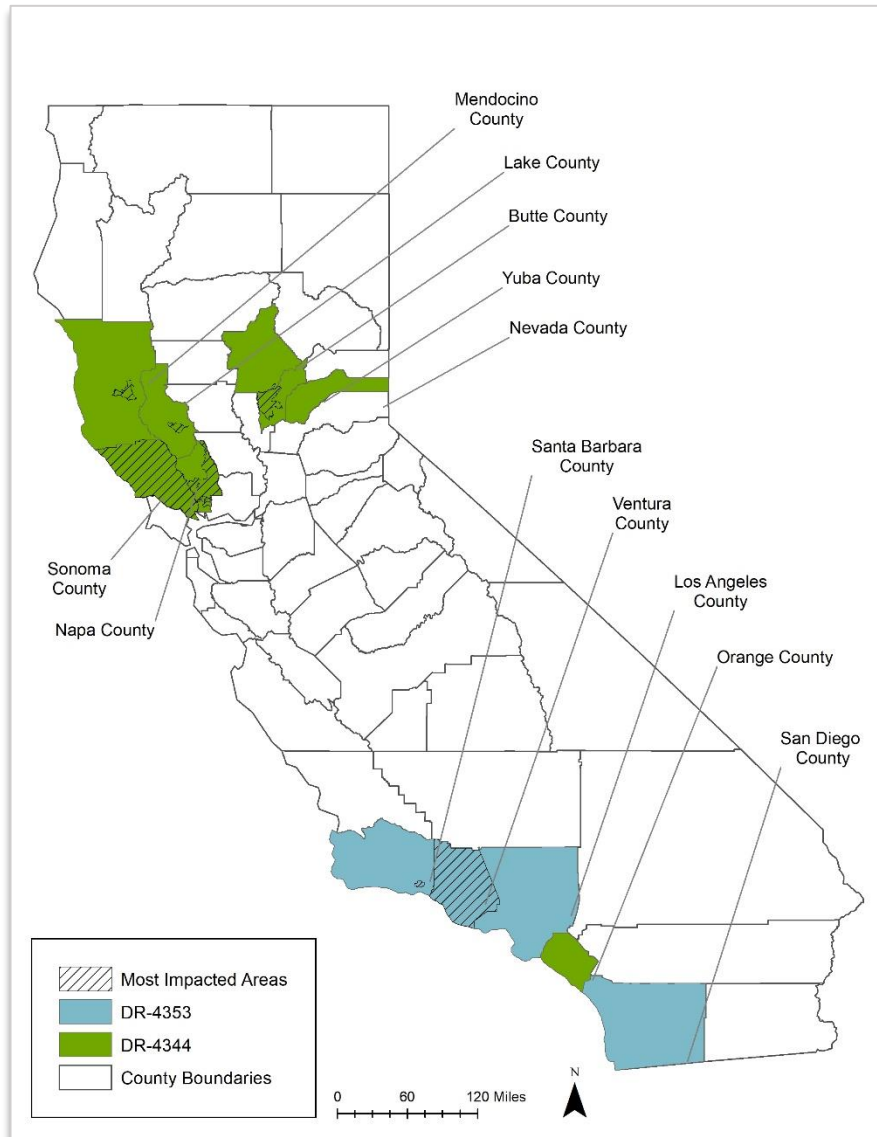 Mendocino
County
Lake County
Butte County
Yuba County
Nevada County
Santa Barbara
County
Ventura
County
Los Angeles
County
Orange County
San Diego
County
Sonoma
County
Napa County
Most Impacted Areas
DR-4353
DR-4344
County Boundaries
0 60 120 Miles
N